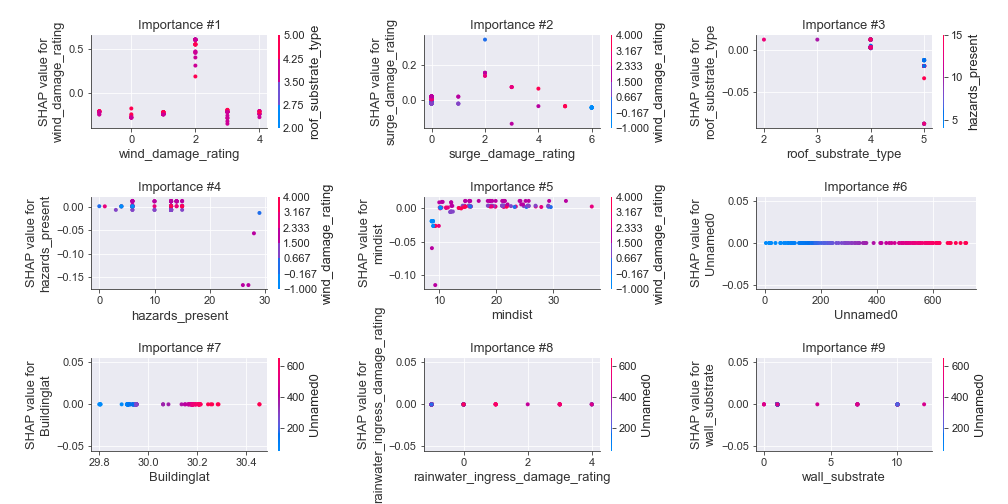 Importance #1
SHAP value for
wind_damage_rating
0.5
0.0
0
2
4
wind_damage_rating
5.00
4.25
3.50
2.75
2.00
roof_substrate_type
Importance #2
SHAP value for
surge_damage_rating
0.2
0.0
0
2
4
6
surge_damage_rating
4.000
3.167
2.333
1.500
0.667
−0.167
−1.000
wind_damage_rating
Importance #3
SHAP value for
roof_substrate_type
0.00
−0.05
2
3
4
5
roof_substrate_type
15
10
5
hazards_present
Importance #4
SHAP value for
hazards_present
0.00
−0.05
−0.10
−0.15
0
10
20
30
hazards_present
4.000
3.167
2.333
1.500
0.667
−0.167
−1.000
wind_damage_rating
Importance #5
SHAP value for
mindist
0.00
−0.05
−0.10
10
20
30
mindist
4.000
3.167
2.333
1.500
0.667
−0.167
−1.000
wind_damage_rating
Importance #6
SHAP value for
Unnamed0
0.05
0.00
−0.05
0
200
400
600
Unnamed0
Importance #7
SHAP value for
Buildinglat
0.05
0.00
−0.05
29.8
30.0
30.2
30.4
Buildinglat
600
400
200
Unnamed0
Importance #8
SHAP value for
rainwater_ingress_damage_rating
0.05
0.00
−0.05
0
2
4
rainwater_ingress_damage_rating
600
400
200
Unnamed0
Importance #9
SHAP value for
wall_substrate
0.05
0.00
−0.05
0
5
10
wall_substrate
600
400
200
Unnamed0